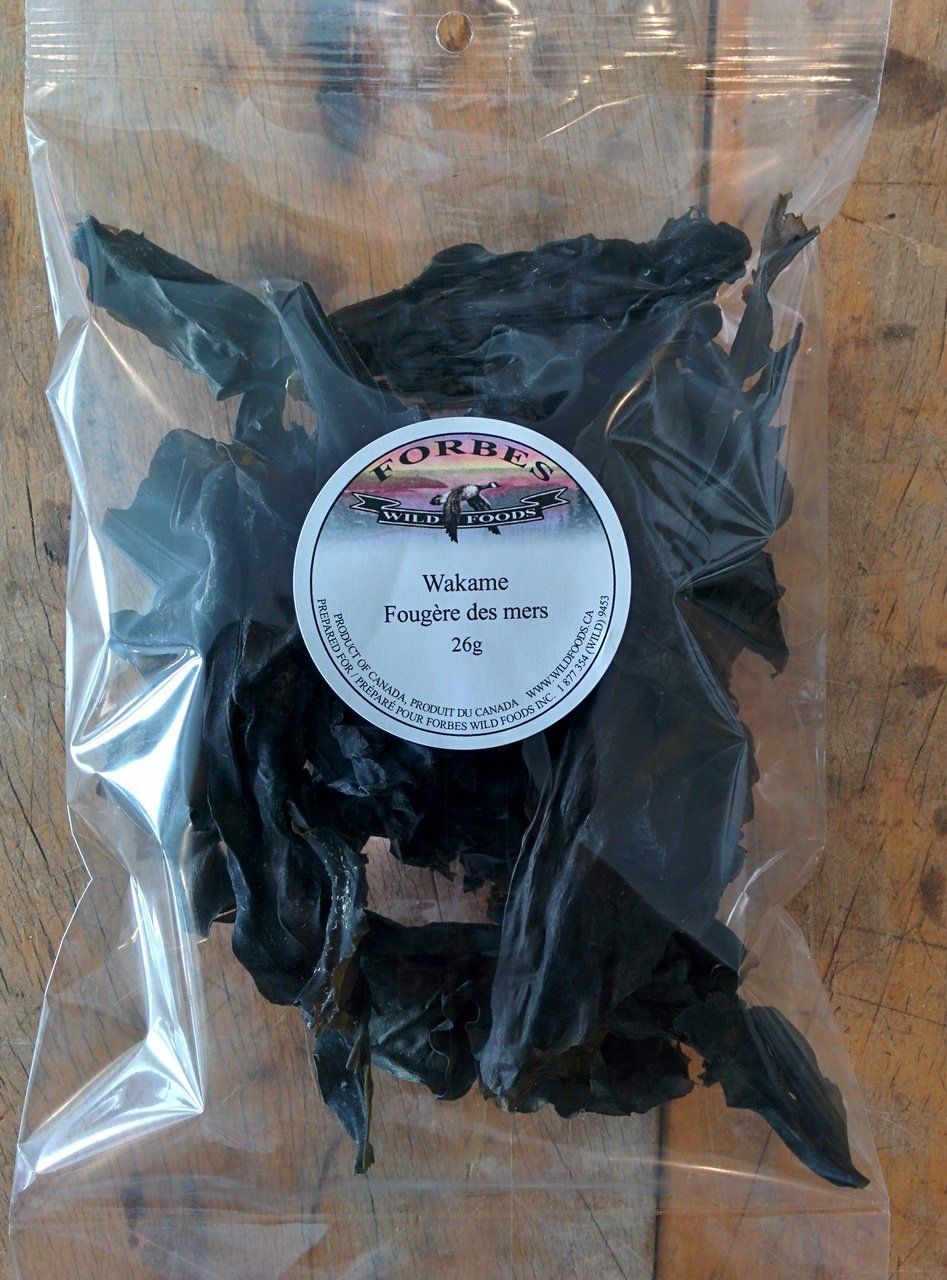 FORBES
WILD FOODS
Wakame
Fougère des mers
26g
PRODUCT OF CANADA, PRODUIT DU CANADA WWW.WILDFOODS.CA
PREPARED FOR / PRÉPARÉ POUR FORBES WILD FOODS INC. 1 877 354 (WILD) 9453